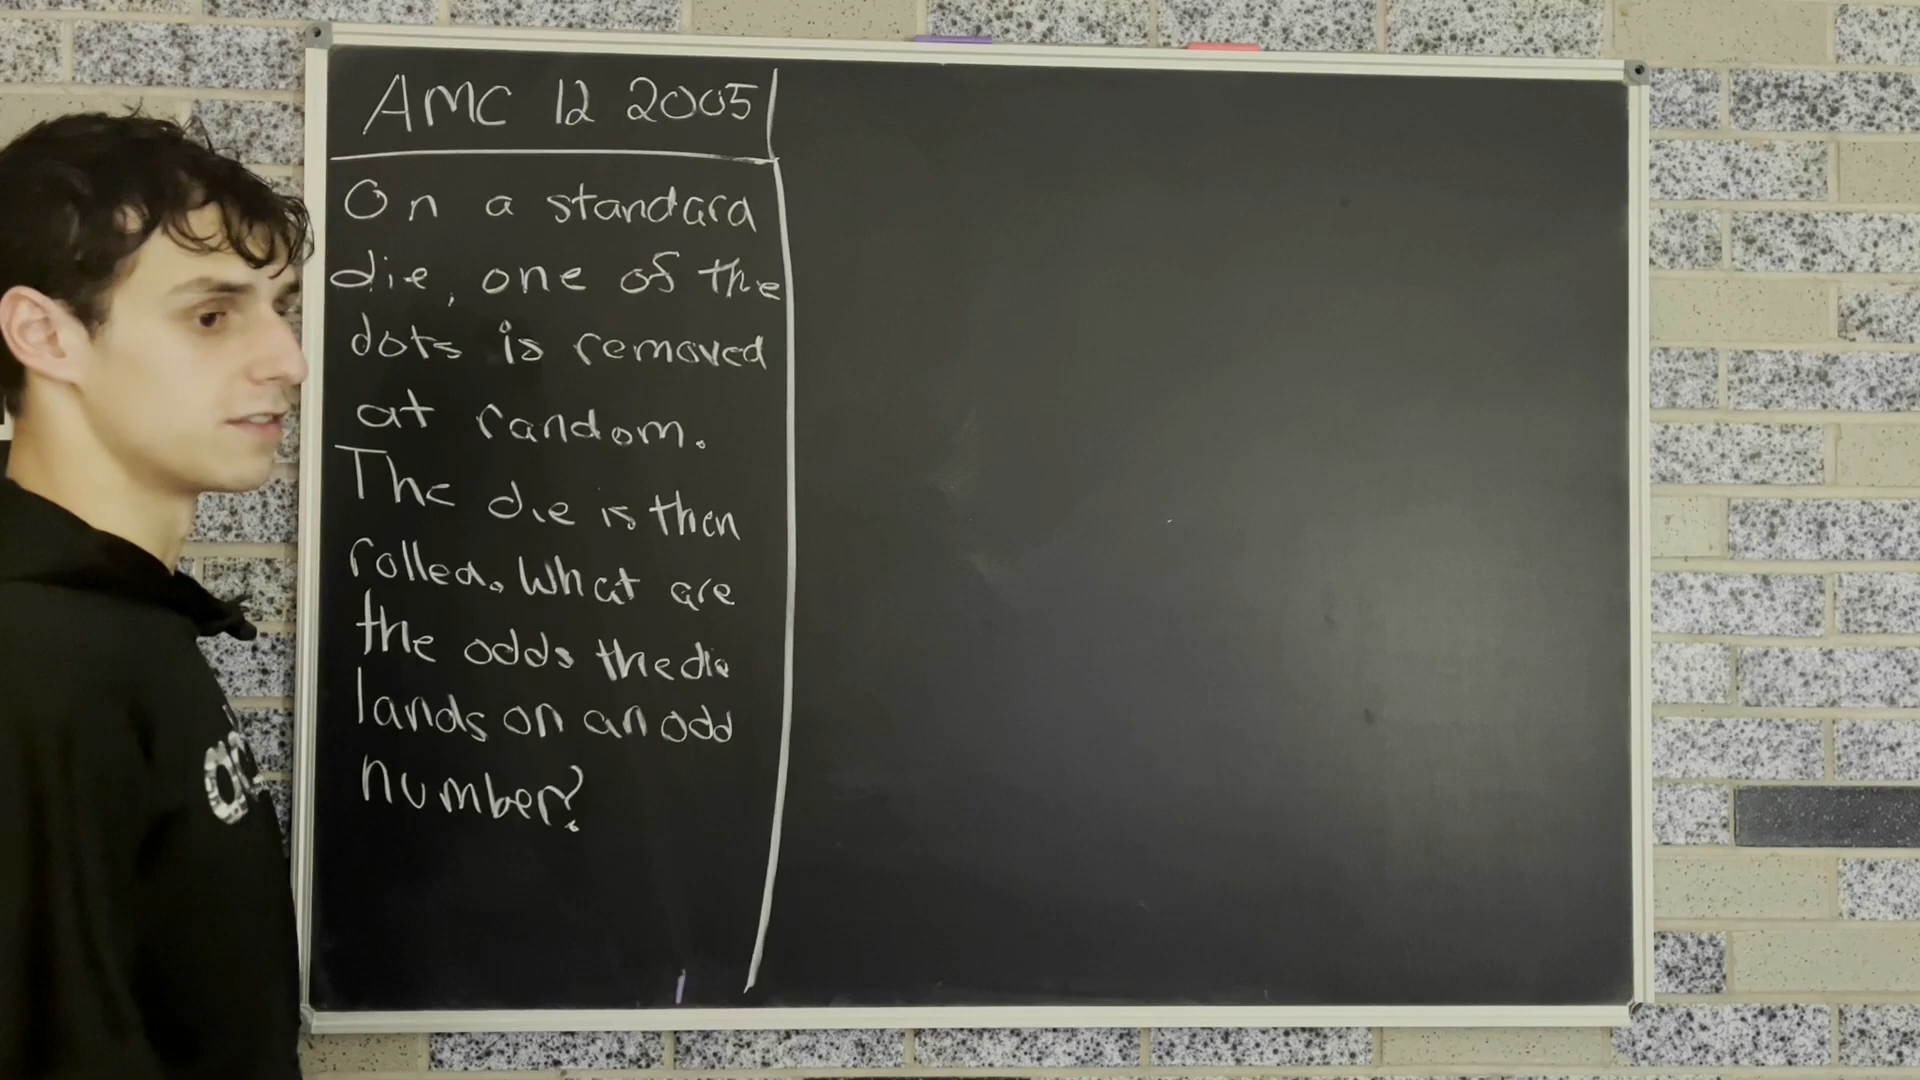 AMC 12 2005
On a standard
die, one of the
dots is removed
at random.
The die is then
rolled. What are
the odds the die
lands on an odd
number?